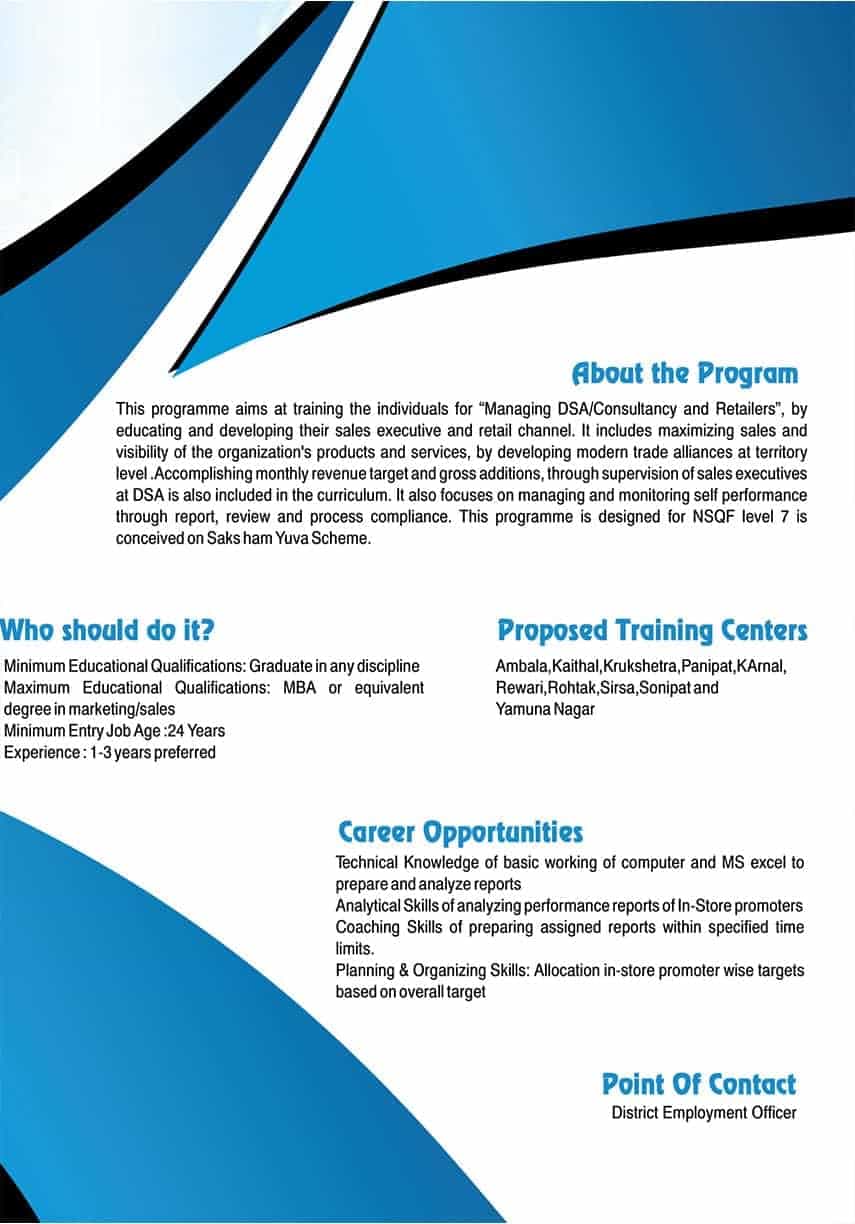 About the Program
This programme aims at training the individuals for “Managing DSA/Consultancy and Retailers”, by
educating and developing their sales executive and retail channel. It includes maximizing sales and
visibility of the organization's products and services, by developing modern trade alliances at territory
level .Accomplishing monthly revenue target and gross additions, through supervision of sales executives
at DSA is also included in the curriculum. It also focuses on managing and monitoring self performance
through report, review and process compliance. This programme is designed for NSQF level 7 is
conceived on Saks ham Yuva Scheme.
Who should do it?
Minimum Educational Qualifications: Graduate in any discipline
Maximum Educational Qualifications: MBA or equivalent
degree in marketing/sales
Minimum Entry Job Age :24 Years
Experience : 1-3 years preferred
Proposed Training Centers
Ambala,Kaithal,Krukshetra,Panipat,KArnal,
Rewari,Rohtak,Sirsa,Sonipat and
Yamuna Nagar
Career Opportunities
Technical Knowledge of basic working of computer and MS excel to
prepare and analyze reports
Analytical Skills of analyzing performance reports of In-Store promoters
Coaching Skills of preparing assigned reports within specified time
limits.
Planning & Organizing Skills: Allocation in-store promoter wise targets
based on overall target
Point Of Contact
District Employment Officer